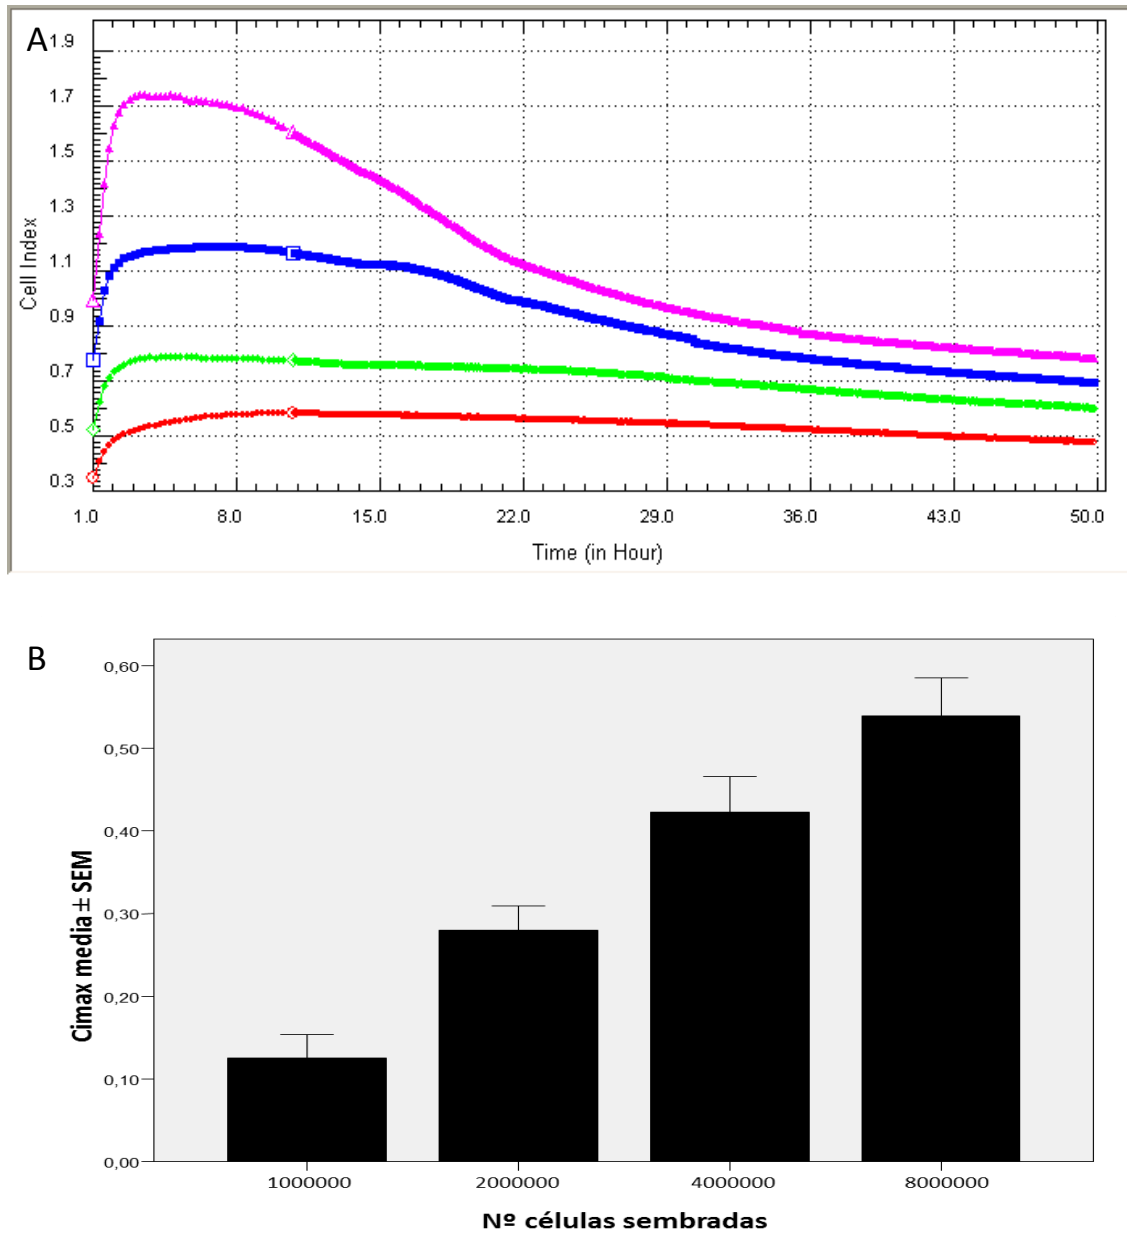 A
1.9
1.7
1.5
1.3
1.1
0.9
0.7
0.5
0.3
Cell Index
1.0 8.0 15.0 22.0 29.0 36.0 43.0 50.0
Time (in Hour)
B
0,60
0,50
0,40
0,30
0,20
0,10
0,00
Cimax media ± SEM
1000000 2000000 4000000 8000000
Nº células sembradas